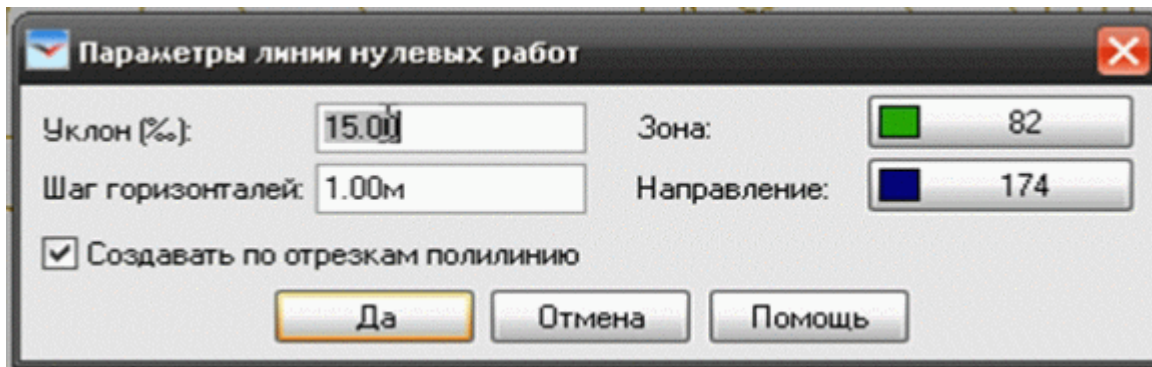 Параметры линии нулевых работ
Уклон (‰): 15.00 Зона: 82
Шаг горизонталей: 1.00м Направление: 174
Создавать по отрезкам полилинию
Да Отмена Помощь